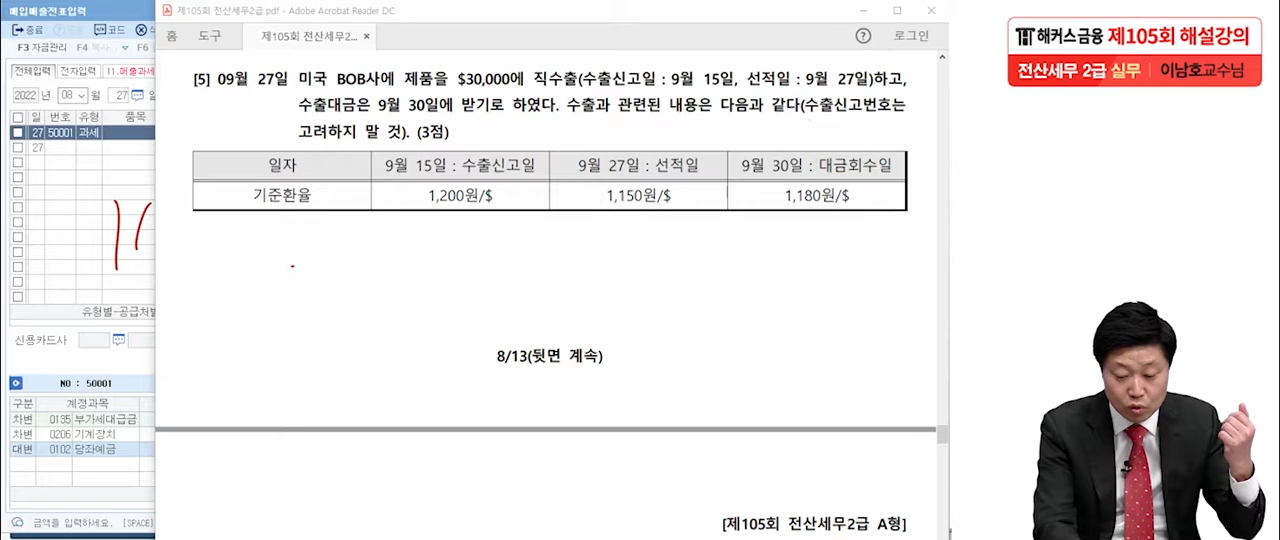 매입매출전표입력
제105회 전산세무2급.pdf - Adobe Acrobat Reader DC
종료
코드
F3 자금관리
F4
F6
홈
도구
제105회 전산세무2...
로그인
전체입력
전자입력
11.매출과세
2022 년 08 월 27 일
일
번호
유형
품목
27
50001
과세
27
유형별-공급처별
신용카드사
NO : 50001
구분
계정과목
차변 0135 부가세대급금
차변 0206 기계장치
대변 0102 당좌예금
금액을 입력하세요. [SPACE]
[5] 09월 27일 미국 BOB사에 제품을 $30,000에 직수출(수출신고일 : 9월 15일, 선적일 : 9월 27일)하고,
수출대금은 9월 30일에 받기로 하였다. 수출과 관련된 내용은 다음과 같다(수출신고번호는
고려하지 말 것). (3점)
일자
9월 15일 : 수출신고일
9월 27일 : 선적일
9월 30일 : 대금회수일
기준환율
1,200원/$
1,150원/$
1,180원/$
8/13(뒷면 계속)
[제105회 전산세무2급 A형]
해커스금융 제105회 해설강의
전산세무 2급 실무
이남호교수님